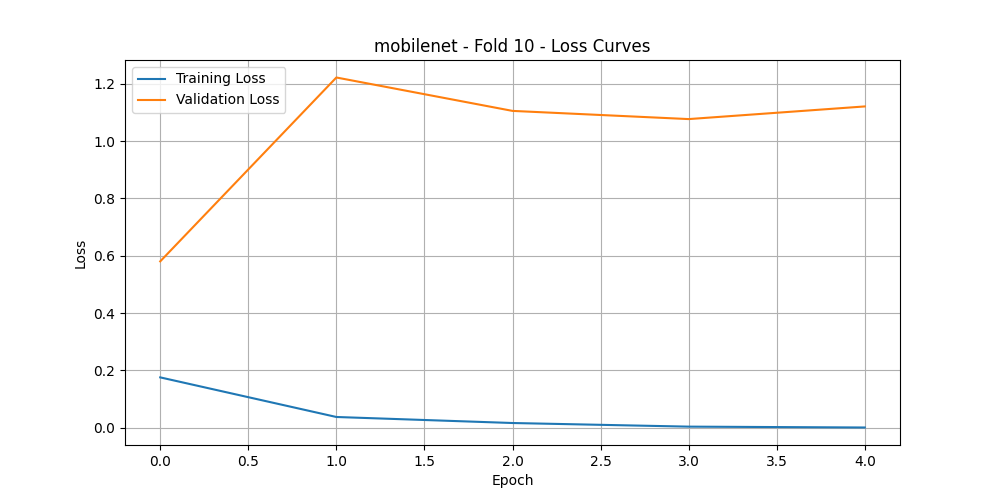 mobilenet - Fold 10 - Loss Curves
Training Loss
Validation Loss
1.2
1.0
0.8
0.6
0.4
0.2
0.0
Loss
0.0 0.5 1.0 1.5 2.0 2.5 3.0 3.5 4.0
Epoch